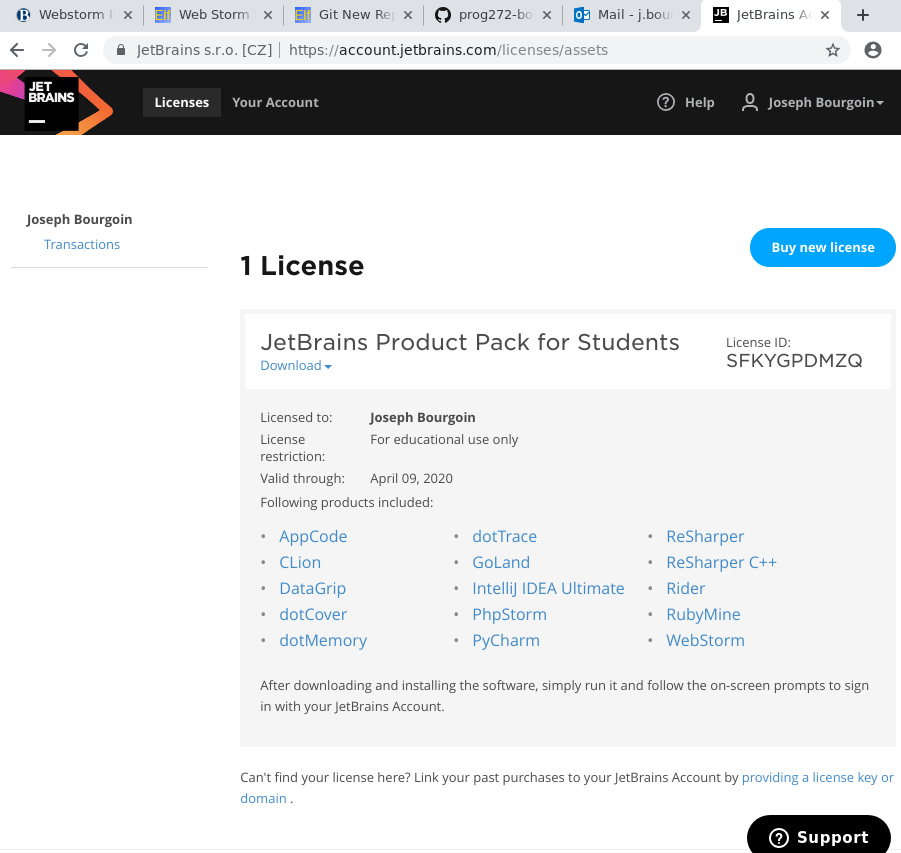 Webstorm I
Web Storm
Git New Re
prog272-bo
Mail - j.bou
JetBrains A
JetBrains s.r.o. [CZ] | https://account.jetbrains.com/licenses/assets
JET
BRAINS
Licenses
Your Account
Help
Joseph Bourgoin
Joseph Bourgoin
Transactions
1 License
Buy new license
JetBrains Product Pack for Students
Download
License ID:
SFKYGPDMZQ
Licensed to: Joseph Bourgoin
License restriction: For educational use only
Valid through: April 09, 2020
Following products included:
• AppCode
• CLion
• DataGrip
• dotCover
• dotMemory
• dotTrace
• GoLand
• IntelliJ IDEA Ultimate
• PhpStorm
• PyCharm
• ReSharper
• ReSharper C++
• Rider
• RubyMine
• WebStorm
After downloading and installing the software, simply run it and follow the on-screen prompts to sign
in with your JetBrains Account.
Can't find your license here? Link your past purchases to your JetBrains Account by providing a license key or
domain .
Support